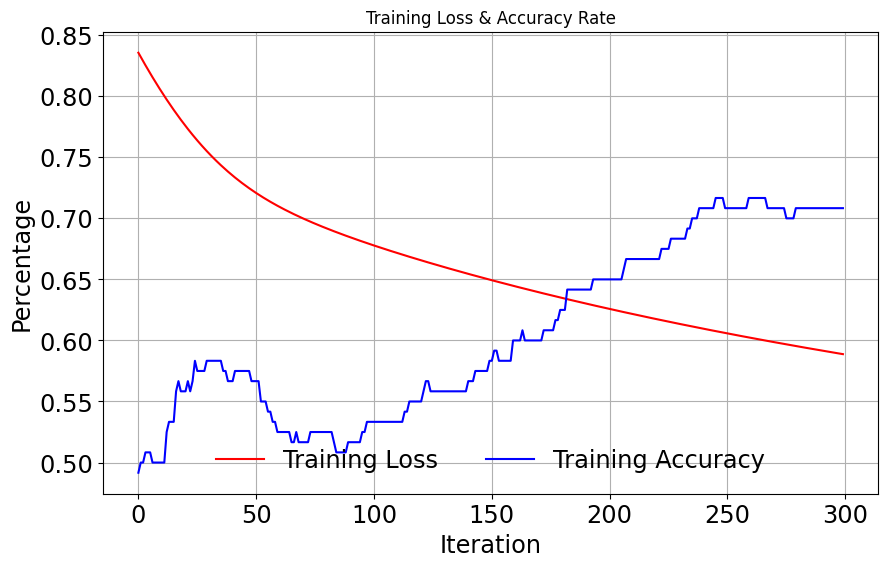 Training Loss & Accuracy Rate
Percentage
0.85
0.80
0.75
0.70
0.65
0.60
0.55
0.50
Training Loss Training Accuracy
0 50 100 150 200 250 300
Iteration